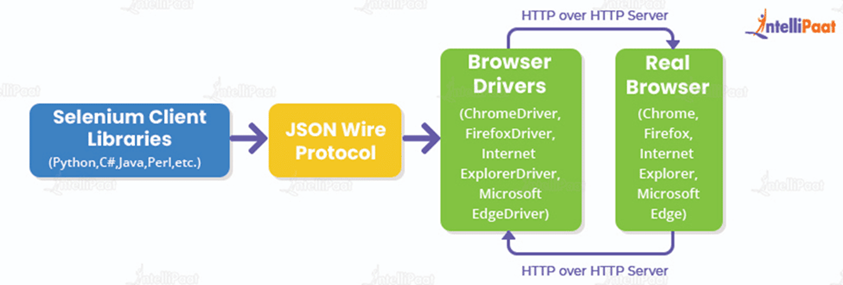 HTTP over HTTP Server
IntelliPaat
Selenium Client
Libraries
(Python,C#,Java,Perl,etc.)
JSON Wire
Protocol
Browser
Drivers
(ChromeDriver,
FirefoxDriver,
Internet
ExplorerDriver,
Microsoft
EdgeDriver)
Real
Browser
(Chrome,
Firefox,
Internet
Explorer,
Microsoft
Edge)
HTTP over HTTP Server